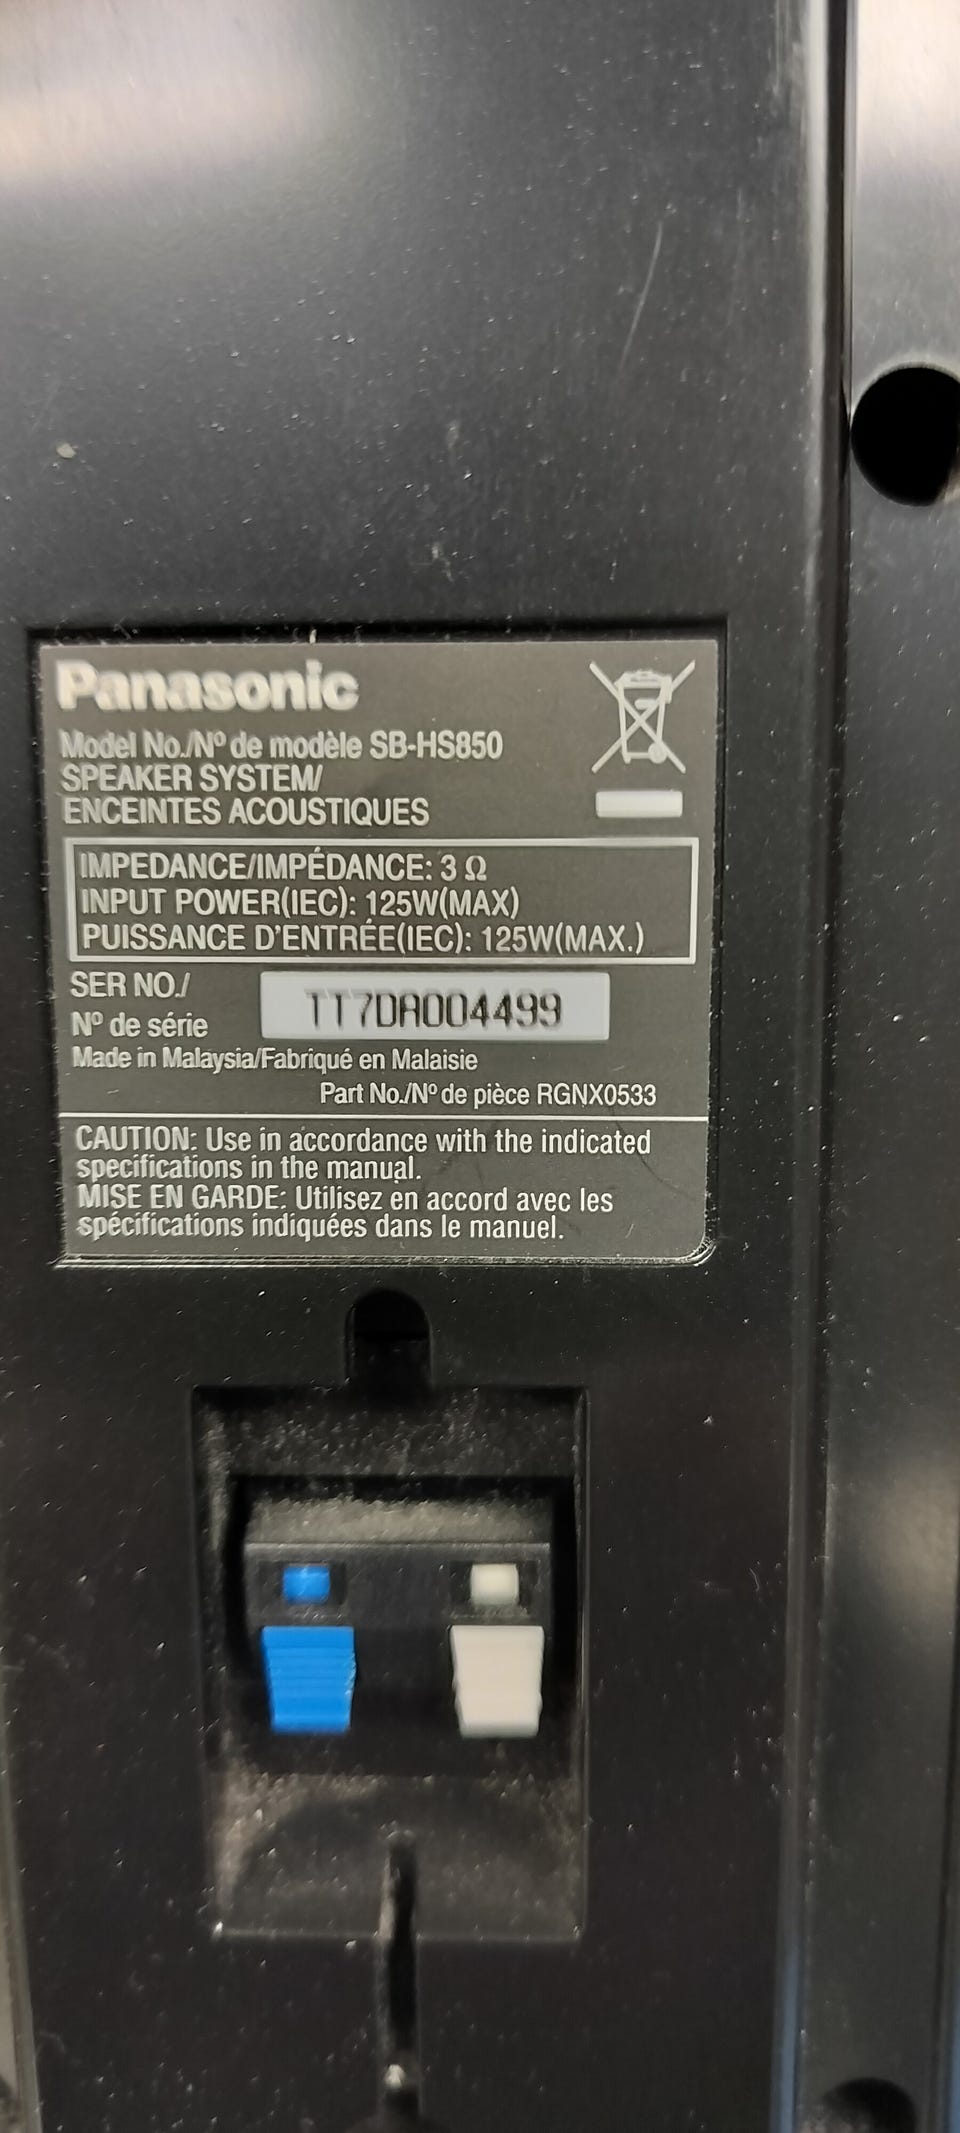 Panasonic
Model No./Nº de modèle SB-HS850
SPEAKER SYSTEM/
ENCEINTES ACOUSTIQUES
IMPEDANCE/IMPÉDANCE: 3 Ω
INPUT POWER(IEC): 125W(MAX)
PUISSANCE D'ENTRÉE(IEC): 125W(MAX.)
SER NO./
Nº de série
TT7DA004499
Made in Malaysia/Fabriqué en Malaisie
Part No./Nº de pièce RGNX0533
CAUTION: Use in accordance with the indicated
specifications in the manual.
MISE EN GARDE: Utilisez en accord avec les
spécifications indiquées dans le manuel.